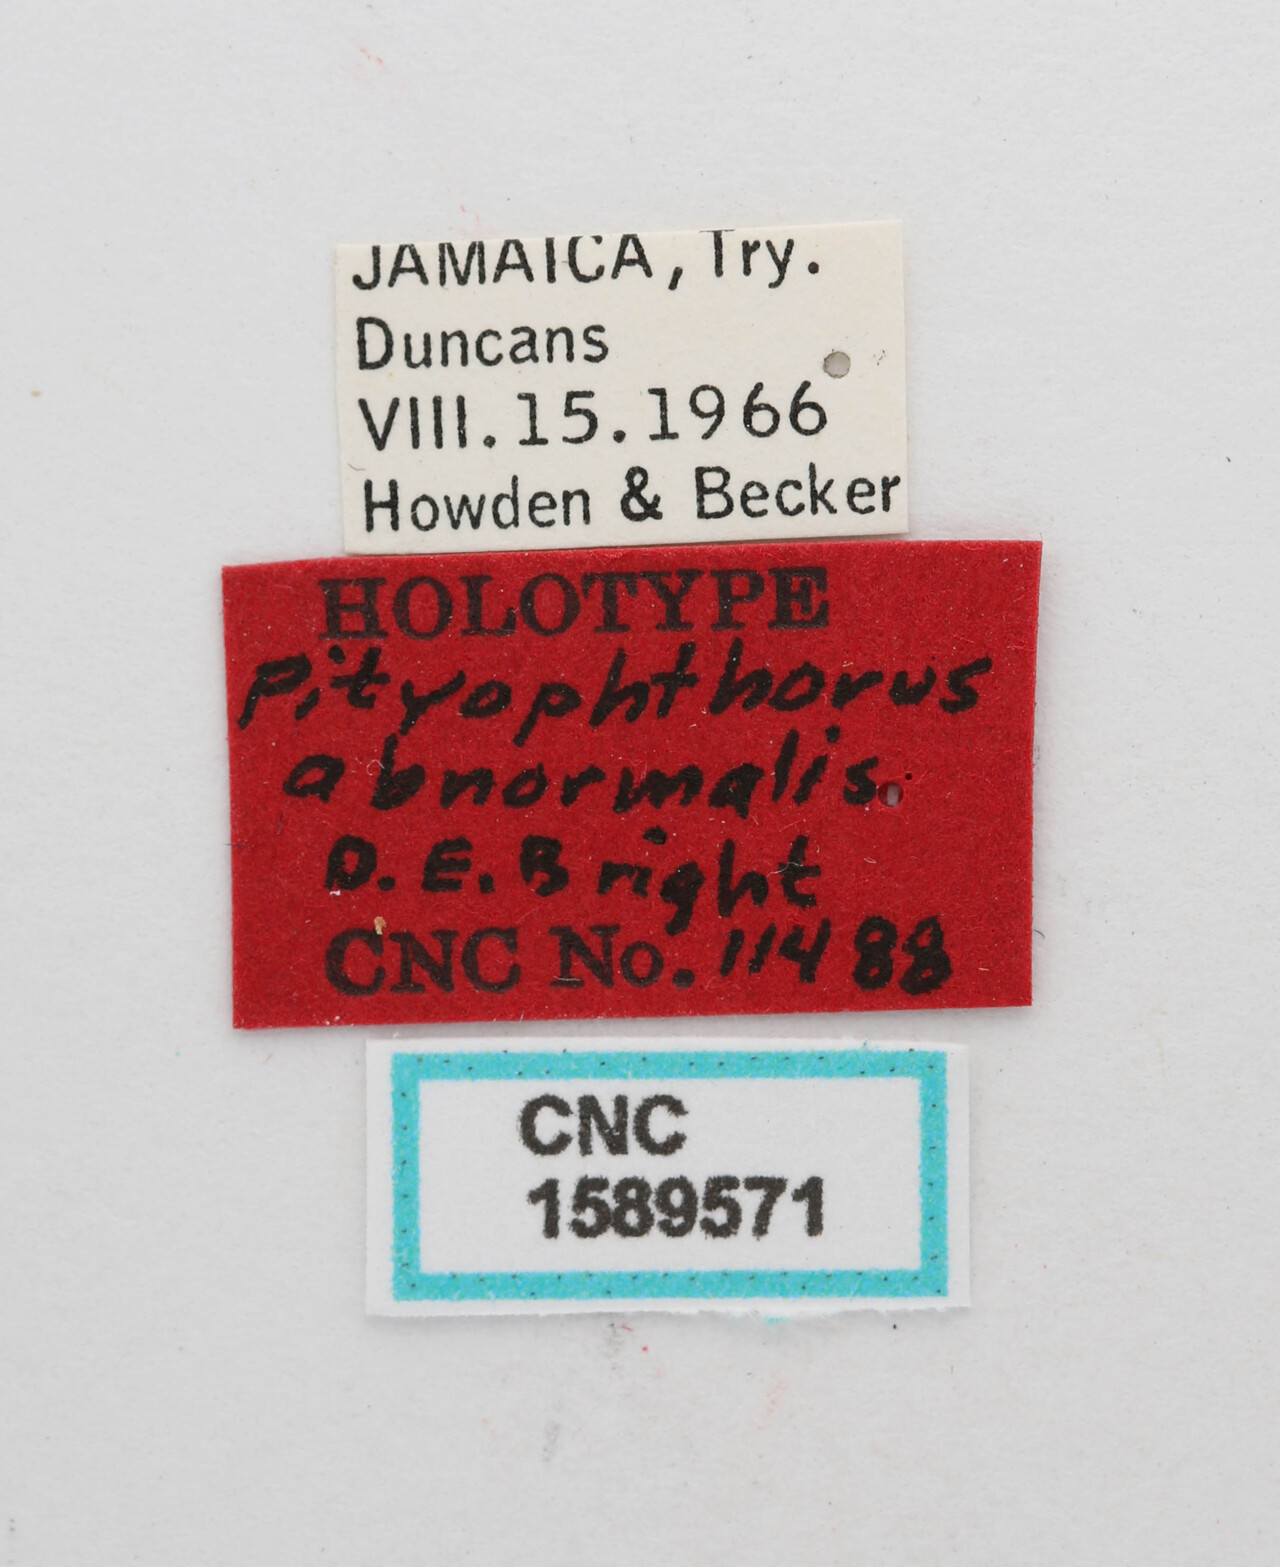 JAMAICA, Try.
Duncans
VIII.15.1966
Howden & Becker
HOLOTYPE
Pityophthorus
abnormalis
D.E.Bright
CNC No. 11488
CNC
1589571